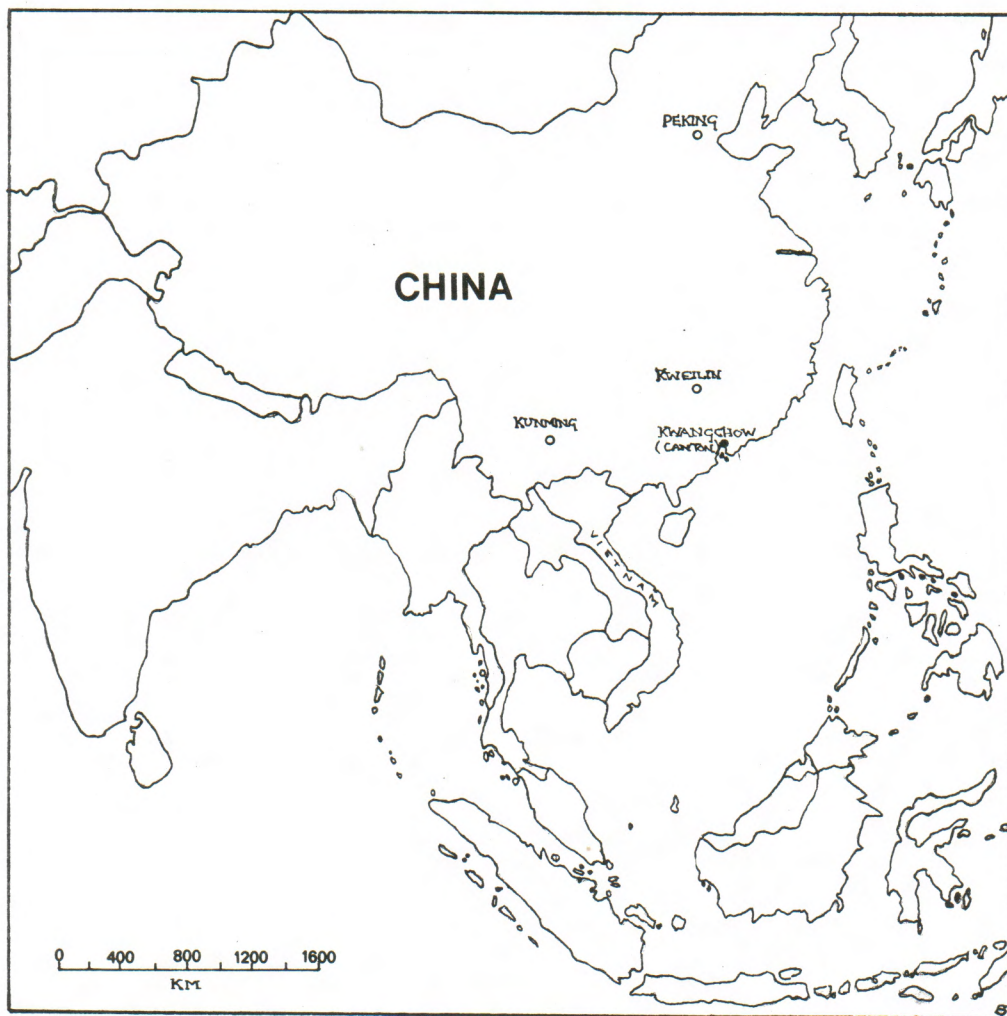 PEKING
CHINA
KWEILIN
KUNMING
KWANGCHOW
(CANTON)
VIETNAM
0 400 800 1200 1600
KM